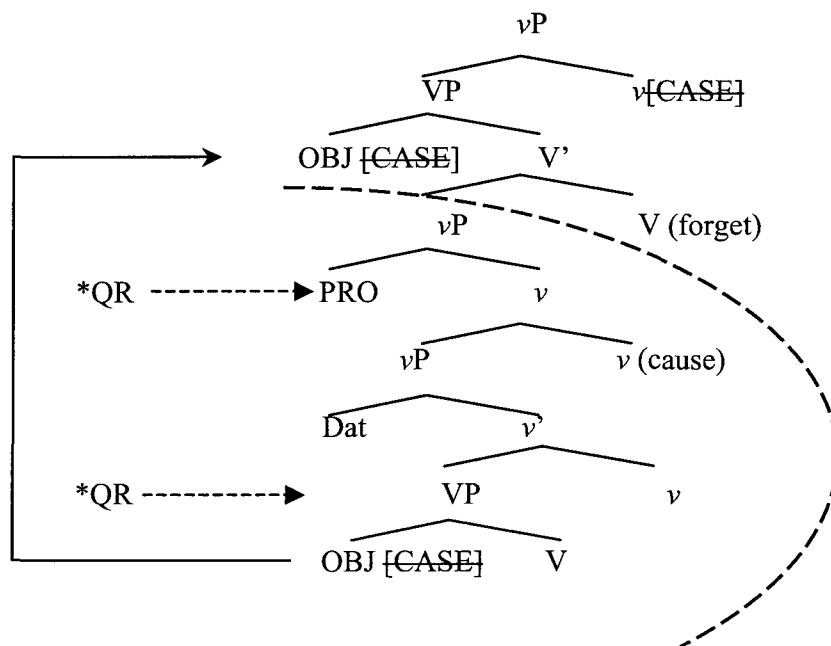 vP
VP v[CASE]
OBJ [CASE] V'
vP V (forget)
*QR PRO v
vP v (cause)
Dat v'
*QR VP v
OBJ [CASE] V